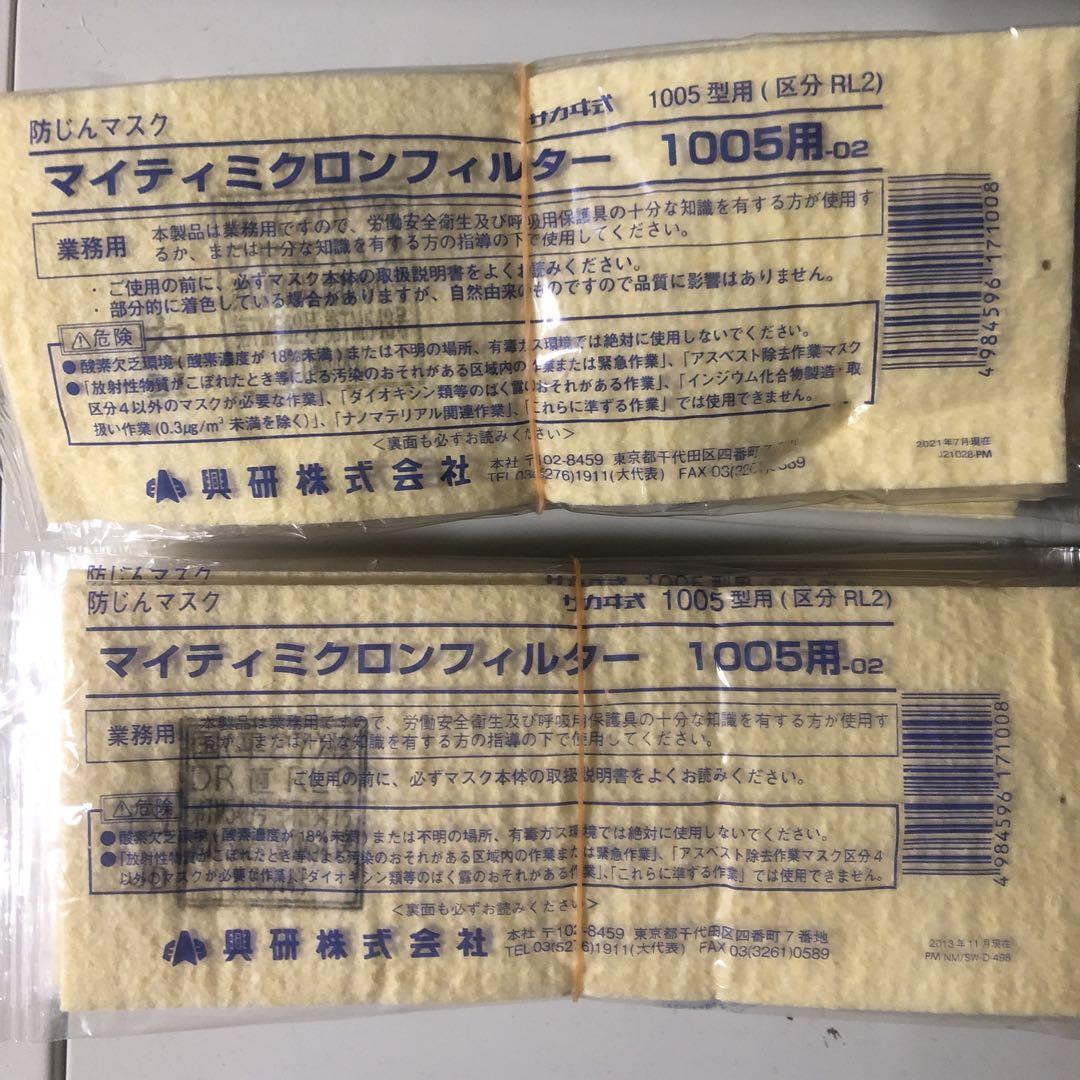 防じんマスク
サカヰ式 1005型用(区分 RL2)
マイティミクロンフィルター 1005用-02
業務用
本製品は業務用ですので、労働安全衛生及び呼吸用保護具の十分な知識を有する方が使用す
るか、または十分な知識を有する方の指導の下で使用してください。
・ご使用の前に、必ずマスク本体の取扱説明書をよくお読みください。
・部分的に着色している場合がありますが、自然由来のものですので品質に影響はありません。
⚠危険
●酸素欠乏環境(酸素濃度が18%未満)または不明の場所、有毒ガス環境では絶対に使用しないでください。
●「放射性物質がこぼれたとき等による汚染のおそれがある区域内の作業または緊急作業」、「アスベスト除去作業マスク
区分4以外のマスクが必要な作業」、「ダイオキシン類等のばく露のおそれがある作業」、「インジウム化合物製造・取
扱い作業(0.3μg/m³ 未満を除く)」、「ナノマテリアル関連作業」、「これらに準ずる作業」では使用できません。
<裏面も必ずお読みください>
興研株式会社
本社 〒102-8459 東京都千代田区四番町7
TEL 03(5276)1911(大代表) FAX 03(3261)0589
2021年7月現在
J21028-PM
4984596171008
防じんマスク
サカヰ式 1005型用(区分 RL2)
防じんマスク
サカヰ式 1005型用(区分 RL2)
マイティミクロンフィルター 1005用-02
業務用
本製品は業務用ですので、労働安全衛生及び呼吸用保護具の十分な知識を有する方が使用す
るか、または十分な知識を有する方の指導の下で使用してください。
ご使用の前に、必ずマスク本体の取扱説明書をよくお読みください。
⚠危険
●酸素欠乏環境(酸素濃度が18%未満)または不明の場所、有毒ガス環境では絶対に使用しないでください。
●「放射性物質がこぼれたとき等による汚染のおそれがある区域内の作業または緊急作業」、「アスベスト除去作業マスク区分4
以外のマスクが必要な作業」、「ダイオキシン類等のばく露のおそれがある作業」、「これらに準ずる作業」では使用できません。
<裏面も必ずお読みください>
興研株式会社
本社 〒102-8459 東京都千代田区四番町7番地
TEL 03(5276)1911(大代表) FAX 03(3261)0589
2013年11月現在
PM NM/SW-D-498
4984596171008